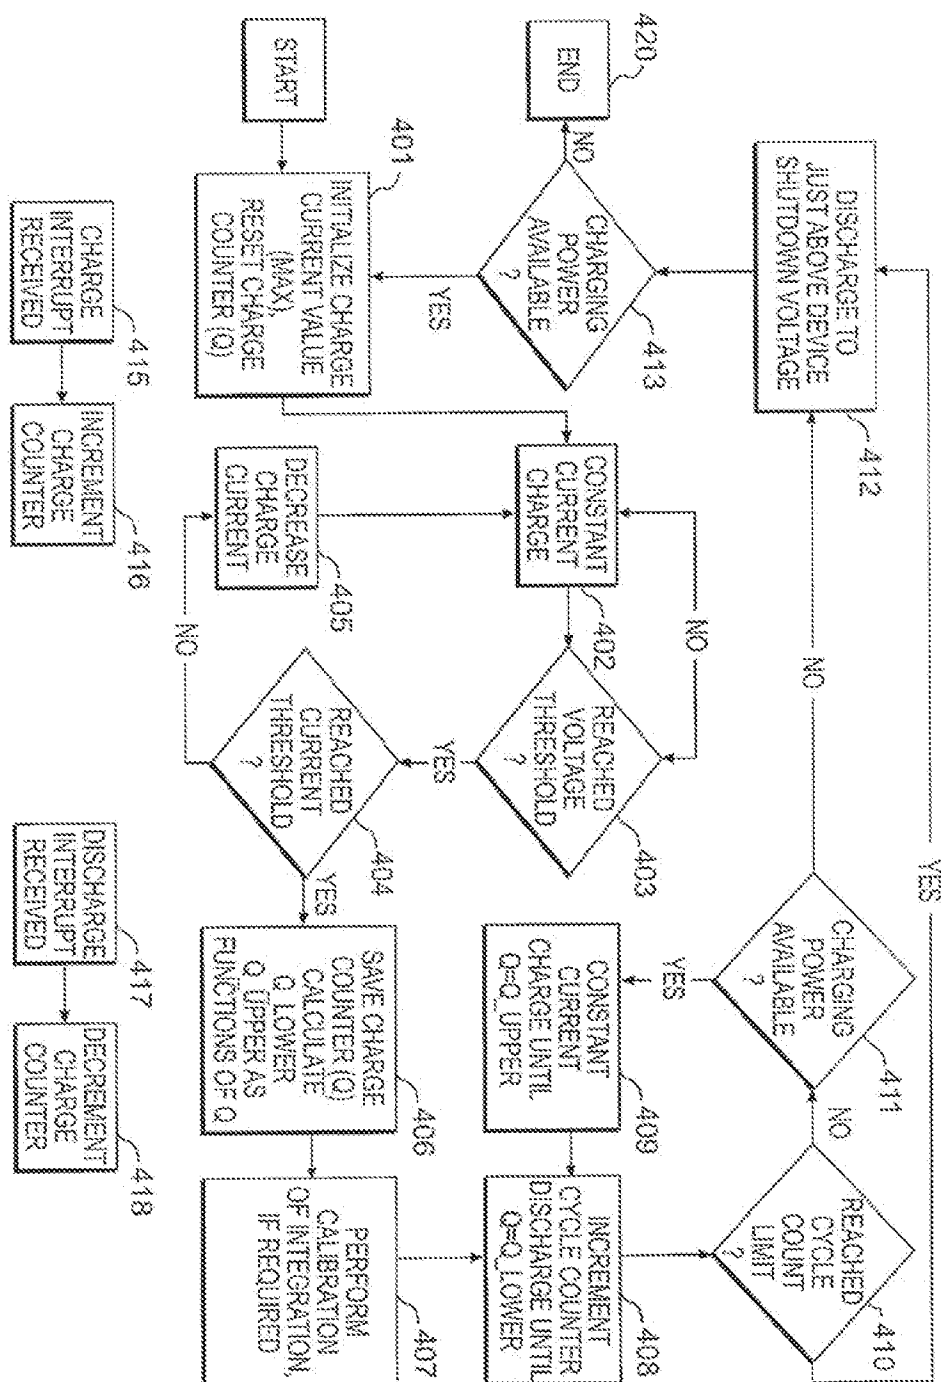 START
401
INITIALIZE CHARGE
CURRENT VALUE
(MAX),
RESET CHARGE
COUNTER (Q)
CONSTANT
CURRENT
CHARGE
402
REACHED
VOLTAGE
THRESHOLD
?
403
NO
YES
REACHED
CURRENT
THRESHOLD
?
404
NO
DECREASE
CHARGE
CURRENT
405
YES
SAVE CHARGE
COUNTER (Q)
CALCULATE
Q_LOWER
Q_UPPER AS
FUNCTIONS OF Q
406
PERFORM
CALIBRATION
OF INTEGRATION,
IF REQUIRED
407
INCREMENT
CYCLE COUNTER
DISCHARGE UNTIL
Q=Q_LOWER
408
CONSTANT
CURRENT
CHARGE UNTIL
Q=Q_UPPER
409
REACHED
CYCLE
COUNT
LIMIT
?
410
NO
YES
CHARGING
POWER
AVAILABLE
?
411
YES
NO
DISCHARGE TO
JUST ABOVE DEVICE
SHUTDOWN VOLTAGE
412
CHARGING
POWER
AVAILABLE
?
413
YES
NO
END
420
CHARGE
INTERRUPT
RECEIVED
415
INCREMENT
CHARGE
COUNTER
416
DISCHARGE
INTERRUPT
RECEIVED
417
DECREMENT
CHARGE
COUNTER
418